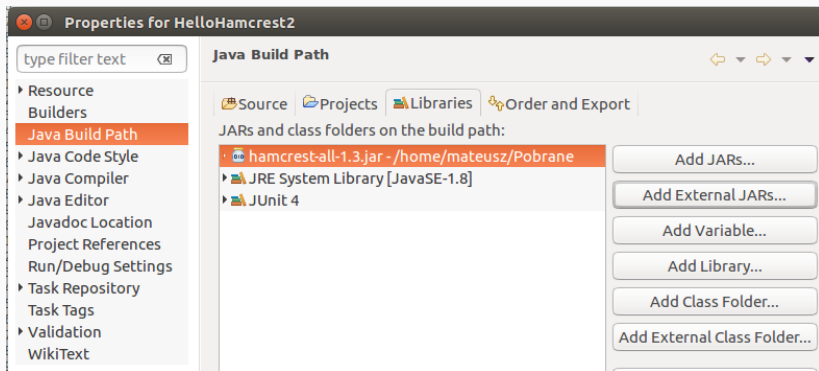 Properties for HelloHamcrest2
type filter text
Resource
Builders
Java Build Path
Java Code Style
Java Compiler
Java Editor
Javadoc Location
Project References
Run/Debug Settings
Task Repository
Task Tags
Validation
WikiText
Java Build Path
Source Projects Libraries Order and Export
JARs and class folders on the build path:
hamcrest-all-1.3.jar - /home/mateusz/Pobrane
JRE System Library [JavaSE-1.8]
JUnit 4
Add JARs...
Add External JARs...
Add Variable...
Add Library...
Add Class Folder...
Add External Class Folder...